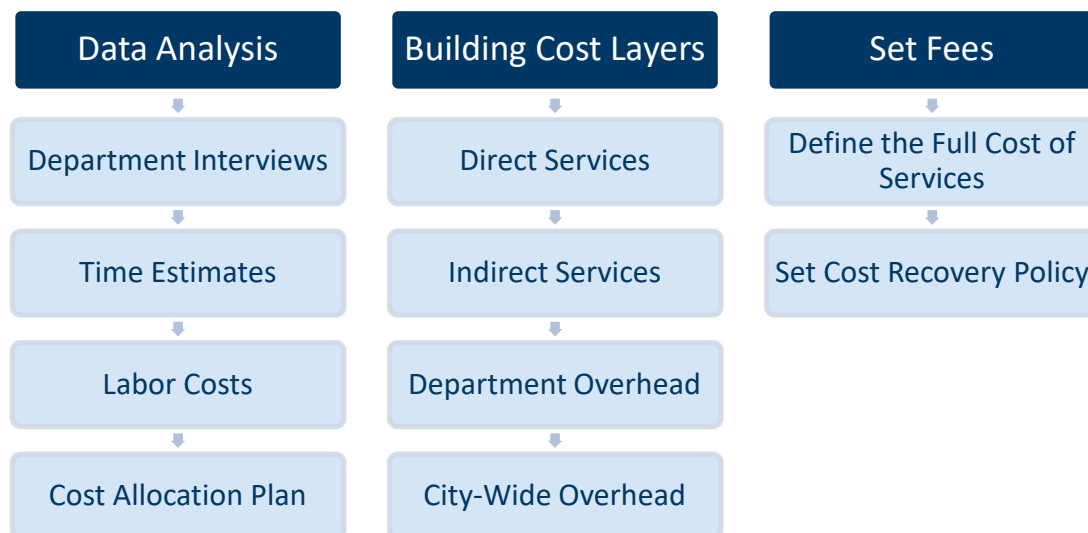 Data Analysis
Department Interviews
Time Estimates
Labor Costs
Cost Allocation Plan
Building Cost Layers
Direct Services
Indirect Services
Department Overhead
City-Wide Overhead
Set Fees
Define the Full Cost of
Services
Set Cost Recovery Policy